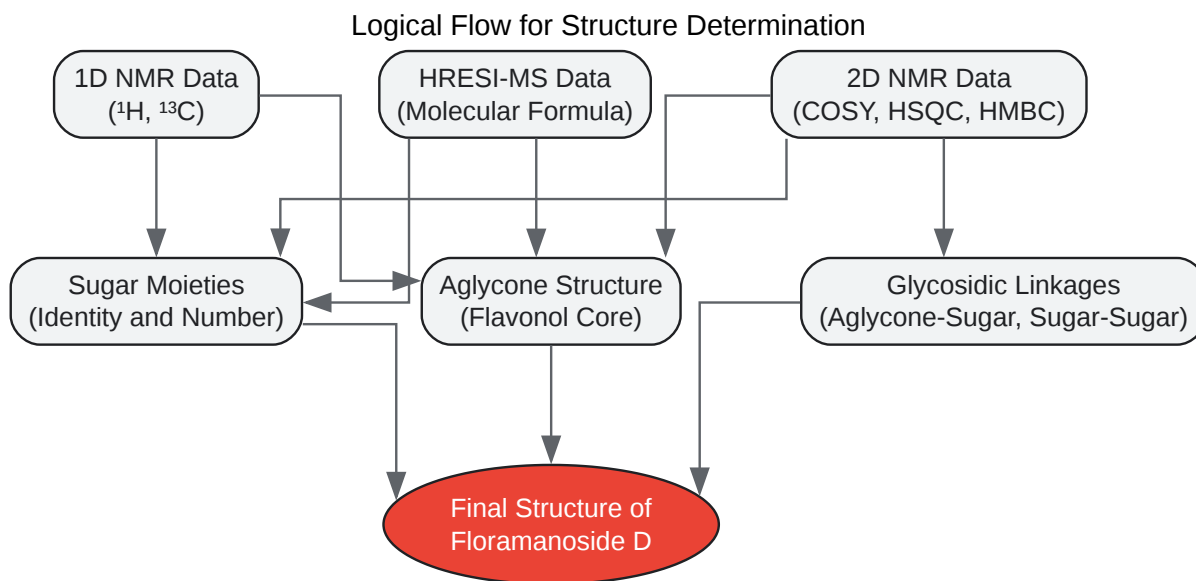 Logical Flow for Structure Determination
1D NMR Data
(¹H, ¹³C)
HRESI-MS Data
(Molecular Formula)
2D NMR Data
(COSY, HSQC, HMBC)
Sugar Moieties
(Identity and Number)
Aglycone Structure
(Flavonol Core)
Glycosidic Linkages
(Aglycone-Sugar, Sugar-Sugar)
Final Structure of
Floramanoside D